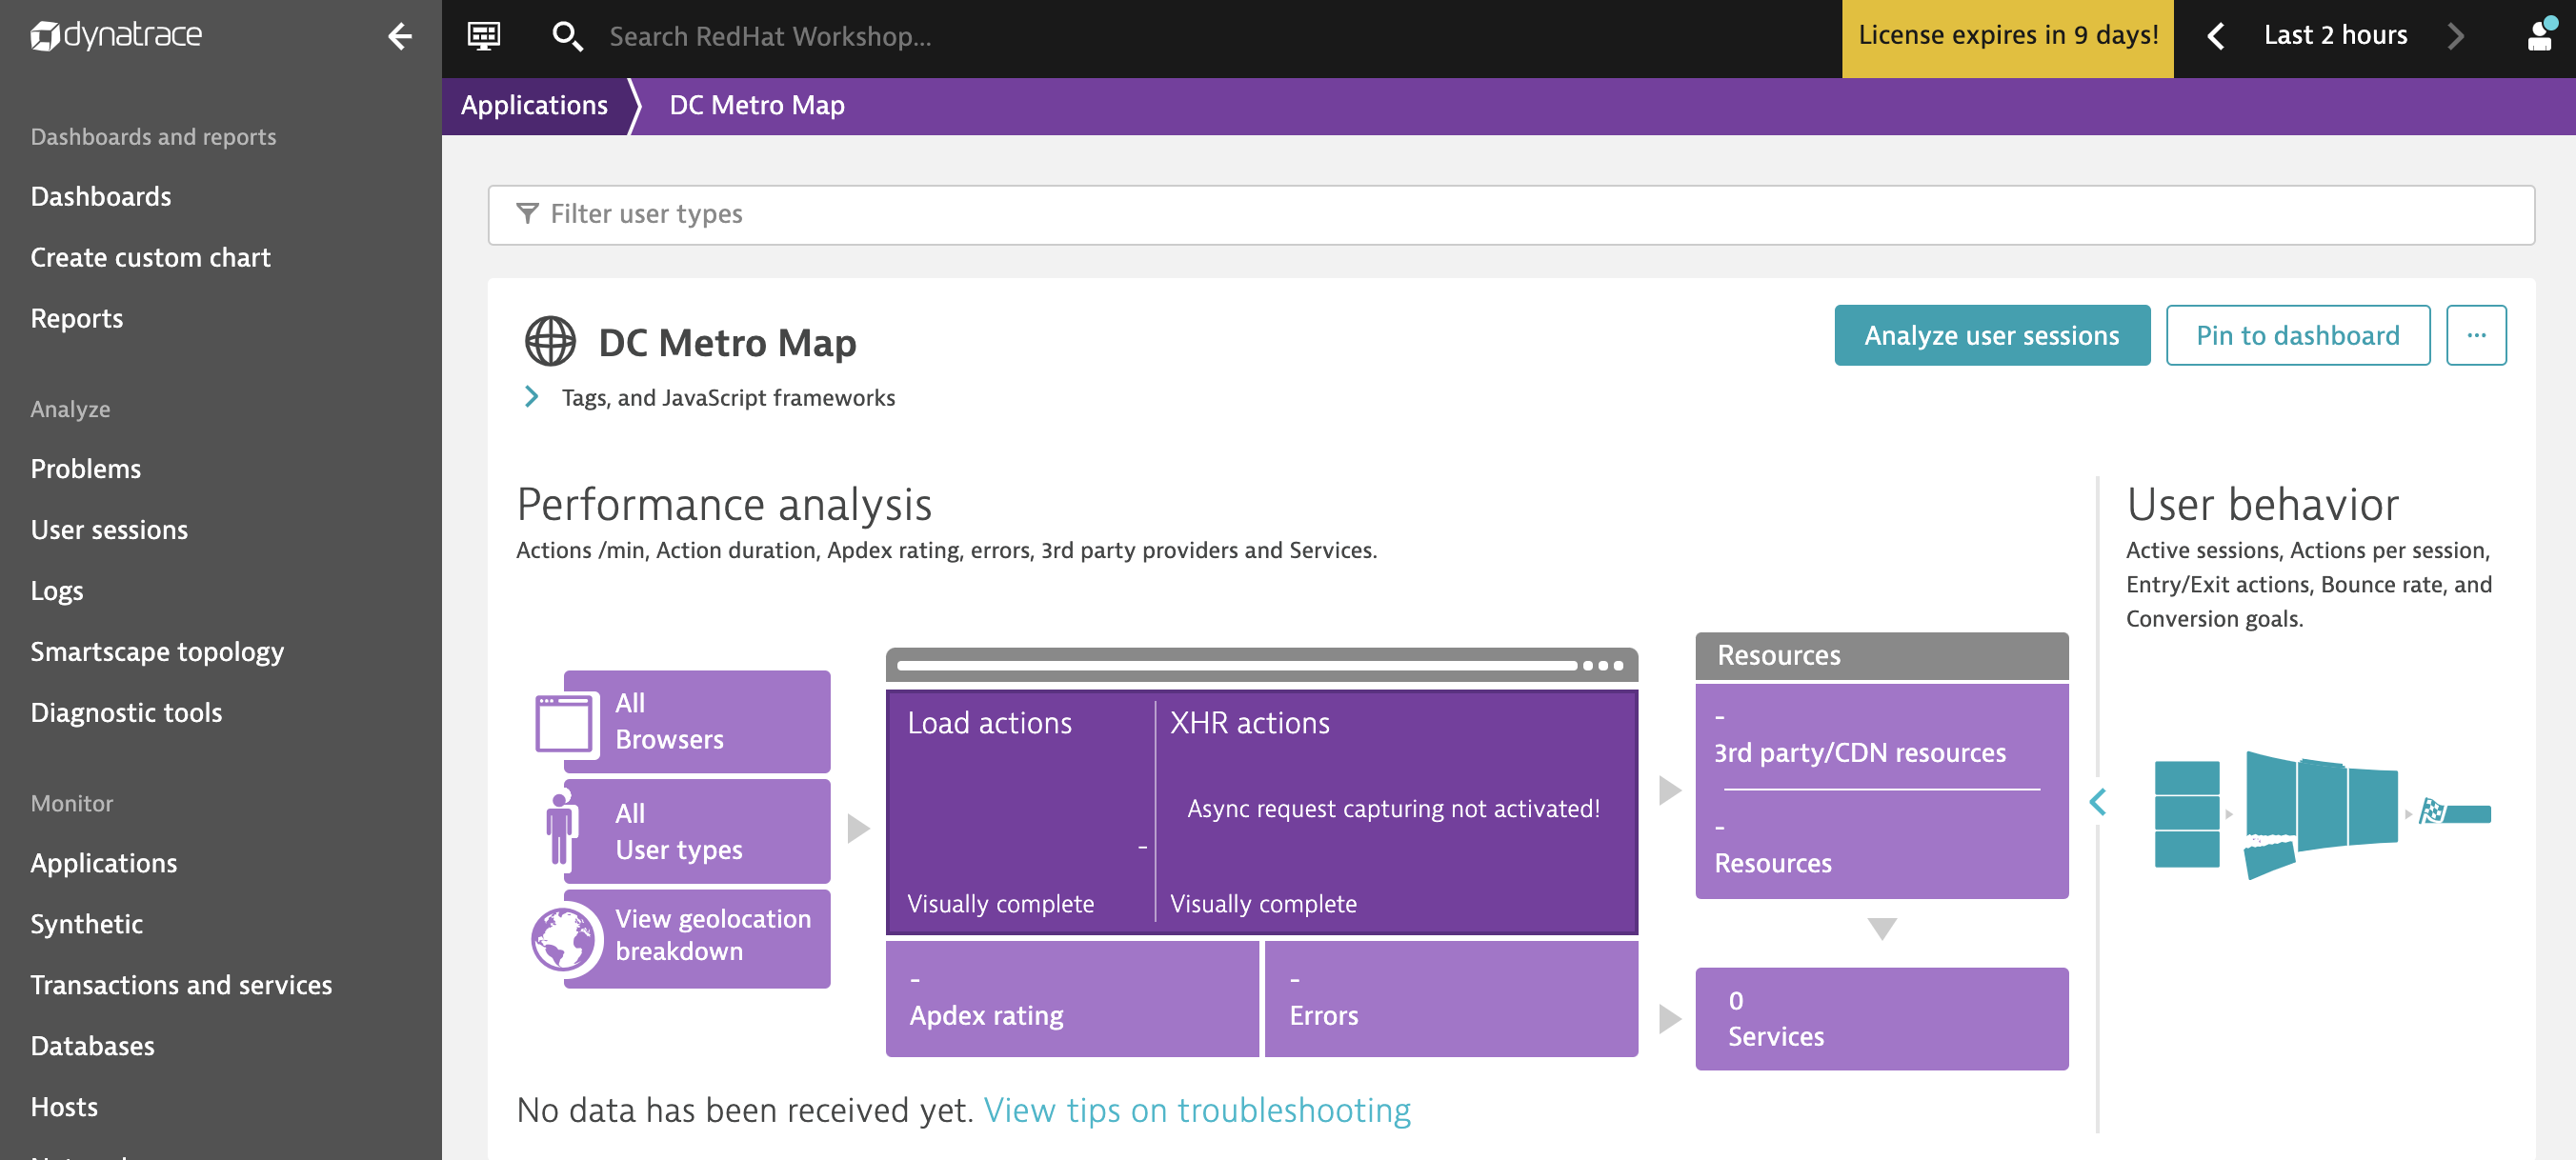 dynatrace
Search RedHat Workshop...
License expires in 9 days!
Last 2 hours
Applications
DC Metro Map
Dashboards and reports
Dashboards
Create custom chart
Reports
Analyze
Problems
User sessions
Logs
Smartscape topology
Diagnostic tools
Monitor
Applications
Synthetic
Transactions and services
Databases
Hosts
Filter user types
DC Metro Map
Tags, and JavaScript frameworks
Analyze user sessions
Pin to dashboard
...
Performance analysis
Actions /min, Action duration, Apdex rating, errors, 3rd party providers and Services.
All
Browsers
All
User types
View geolocation
breakdown
Load actions
-
Visually complete
XHR actions
Async request capturing not activated!
Visually complete
-
Apdex rating
-
Errors
Resources
-
3rd party/CDN resources
-
Resources
0
Services
No data has been received yet. View tips on troubleshooting
User behavior
Active sessions, Actions per session,
Entry/Exit actions, Bounce rate, and
Conversion goals.